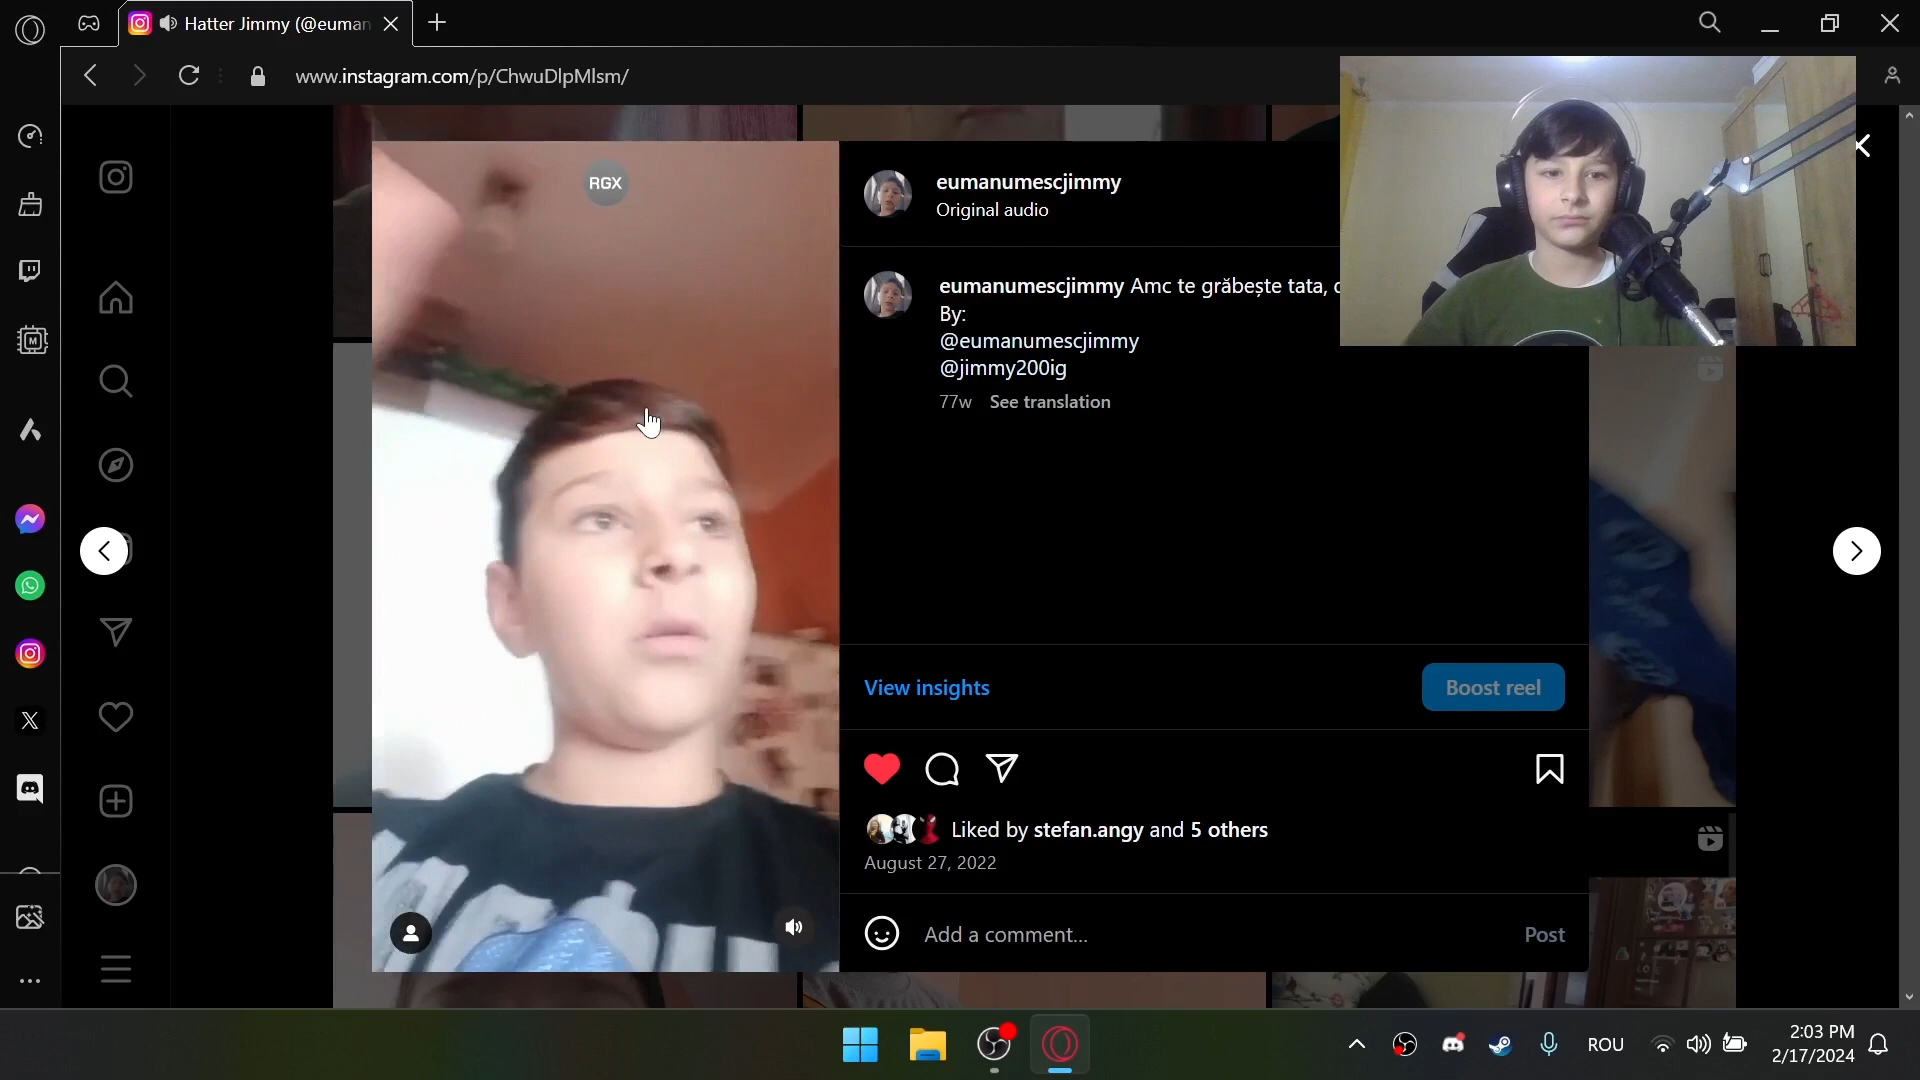 Hatter Jimmy (@euman
www.instagram.com/p/ChwuDlpMlsm/
RGX
eumanumescjimmy
Original audio
eumanumescjimmy Amc te grăbește tata,
By:
@eumanumescjimmy
@jimmy200ig
77w See translation
View insights
Boost reel
Liked by stefan.angy and 5 others
August 27, 2022
Add a comment...
Post
M
ROU
2:03 PM
2/17/2024